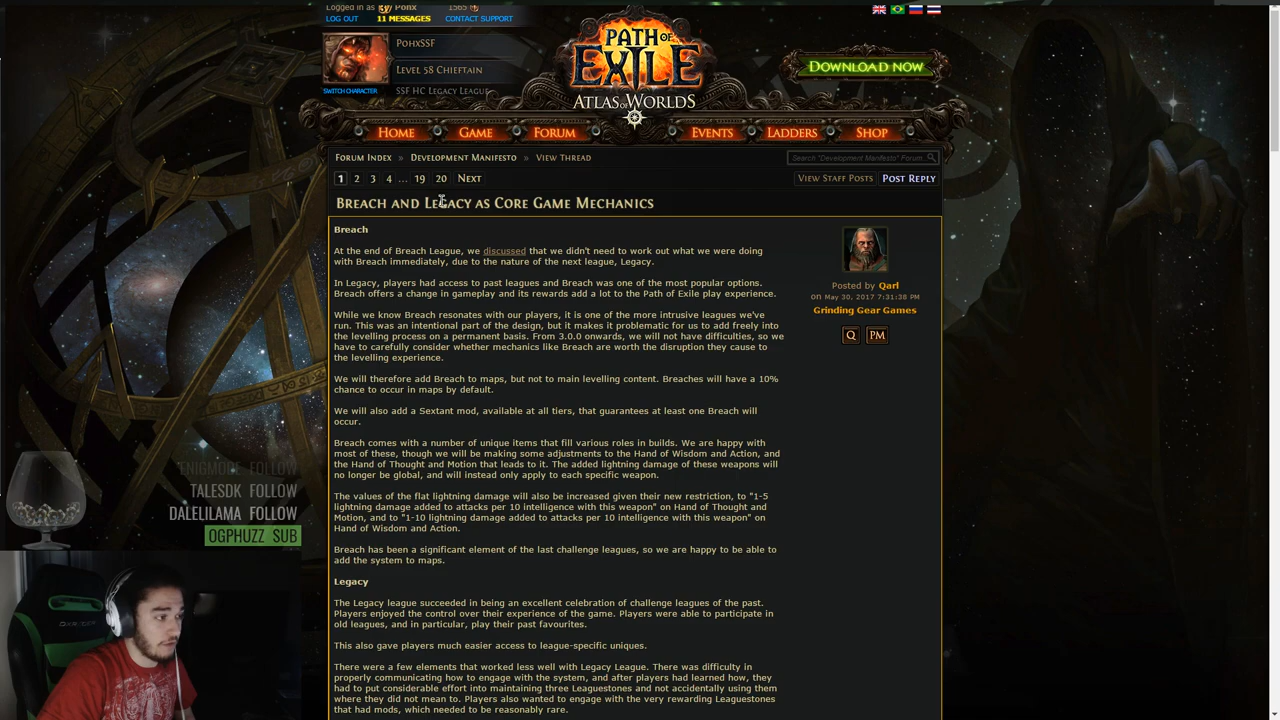 Logged in as Pohx
1565
LOG OUT
11 MESSAGES
CONTACT SUPPORT
PohxSSF
Level 58 Chieftain
SWITCH CHARACTER
SSF HC Legacy League
PATH OF
EXILE
ATLAS OF WORLDS
DOWNLOAD NOW
HOME
GAME
FORUM
EVENTS
LADDERS
SHOP
Forum Index » Development Manifesto » View Thread
Search "Development Manifesto" Forum...
1 2 3 4 ... 19 20 Next
View Staff Posts
Post Reply
Breach and Legacy as Core Game Mechanics
Breach
At the end of Breach League, we discussed that we didn't need to work out what we were doing
with Breach immediately, due to the nature of the next league, Legacy.
In Legacy, players had access to past leagues and Breach was one of the most popular options.
Breach offers a change in gameplay and its rewards add a lot to the Path of Exile play experience.
While we know Breach resonates with our players, it is one of the more intrusive leagues we've
run. This was an intentional part of the design, but it makes it problematic for us to add freely into
the levelling process on a permanent basis. From 3.0.0 onwards, we will not have difficulties, so we
have to carefully consider whether mechanics like Breach are worth the disruption they cause to
the levelling experience.
We will therefore add Breach to maps, but not to main levelling content. Breaches will have a 10%
chance to occur in maps by default.
We will also add a Sextant mod, available at all tiers, that guarantees at least one Breach will
occur.
Breach comes with a number of unique items that fill various roles in builds. We are happy with
most of these, though we will be making some adjustments to the Hand of Wisdom and Action, and
the Hand of Thought and Motion that leads to it. The added lightning damage of these weapons will
no longer be global, and will instead only apply to each specific weapon.
The values of the flat lightning damage will also be increased given their new restriction, to "1-5
lightning damage added to attacks per 10 intelligence with this weapon" on Hand of Thought and
Motion, and to "1-10 lightning damage added to attacks per 10 intelligence with this weapon" on
Hand of Wisdom and Action.
Breach has been a significant element of the last challenge leagues, so we are happy to be able to
add the system to maps.
Legacy
The Legacy league succeeded in being an excellent celebration of challenge leagues of the past.
Players enjoyed the control over their experience of the game. Players were able to participate in
old leagues, and in particular, play their past favourites.
This also gave players much easier access to league-specific uniques.
There were a few elements that worked less well with Legacy League. There was difficulty in
properly communicating how to engage with the system, and after players had learned how, they
had to put considerable effort into maintaining three Leaguestones and not accidentally using them
where they did not mean to. Players also wanted to engage with the very rewarding Leaguestones
that had mods, which needed to be reasonably rare.
Posted by Qarl
on May 30, 2017 7:31:38 PM
Grinding Gear Games
Q
PM
ENIGMORE FOLLOW
TALESDK FOLLOW
DALELILAMA FOLLOW
OGPHUZZ SUB